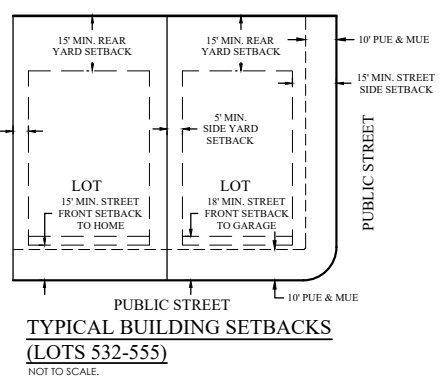 15' MIN. REAR
YARD SETBACK
15' MIN. REAR
YARD SETBACK
10' PUE & MUE
15' MIN. STREET
SIDE SETBACK
5' MIN.
SIDE YARD
SETBACK
PUBLIC STREET
LOT
15' MIN. STREET
FRONT SETBACK
TO HOME
LOT
18' MIN. STREET
FRONT SETBACK
TO GARAGE
PUBLIC STREET
10' PUE & MUE
TYPICAL BUILDING SETBACKS
(LOTS 532-555)
NOT TO SCALE.